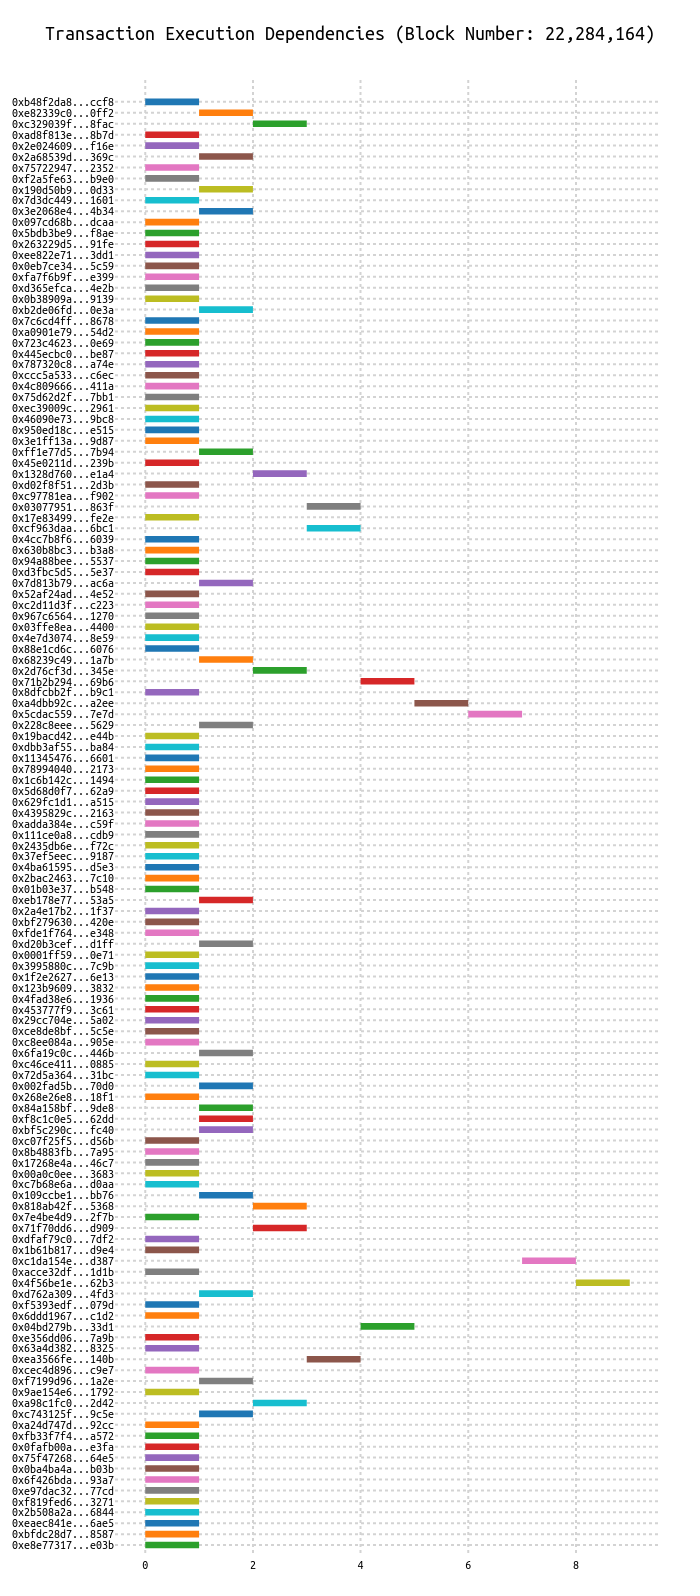 Transaction Execution Dependencies (Block Number: 22,284,164)
0xb48f2da8...ccf8
0xe82339c0...0ff2
0xc329039f...8fac
0xad8f813e...8b7d
0x2e024609...f16e
0x2a68539d...369c
0x75722947...2352
0xf2a5fe63...b9e0
0x190d50b9...0d33
0x7d3dc449...1601
0x3e2068e4...4b34
0x097cd68b...dcaa
0x5bdb3be9...f8ae
0x263229d5...91fe
0xee822e71...3dd1
0x0eb7ce34...5c59
0xfa7f6b9f...e399
0xd365efca...4e2b
0x0b38909a...9139
0xb2de06fd...0e3a
0x7c6cd4ff...8678
0xa0901e79...54d2
0x723c4623...0e69
0x445ecbc0...be87
0x787320c8...a74e
0xccc5a533...c6ec
0x4c809666...411a
0x75d62d2f...7bb1
0xec39009c...2961
0x46090e73...9bc8
0x950ed18c...e515
0x3e1ff13a...9d87
0xff1e77d5...7b94
0x45e0211d...239b
0x1328d760...e1a4
0xd02f8f51...2d3b
0xc97781ea...f902
0x03077951...863f
0x17e83499...fe2e
0xcf963daa...6bc1
0x4cc7b8f6...6039
0x630b8bc3...b3a8
0x94a88bee...5537
0xd3fbc5d5...5e37
0x7d813b79...ac6a
0x52af24ad...4e52
0xc2d11d3f...c223
0x967c6564...1270
0x03ffe8ea...4400
0x4e7d3074...8e59
0x88e1cd6c...6076
0x68239c49...1a7b
0x2d76cf3d...345e
0x71b2b294...69b6
0x8dfcbb2f...b9c1
0xa4dbb92c...a2ee
0x5cdac559...7e7d
0x228c8eee...5629
0x19bacd42...e44b
0xdbb3af55...ba84
0x11345476...6601
0x78994040...2173
0x1c6b142c...1494
0x5d68d0f7...62a9
0x629fc1d1...a515
0x4395829c...2163
0xadda384e...c59f
0x111ce0a8...cdb9
0x2435db6e...f72c
0x37ef5eec...9187
0x4ba61595...d5e3
0x2bac2463...7c10
0x01b03e37...b548
0xeb178e77...53a5
0x2a4e17b2...1f37
0xbf279630...420e
0xfde1f764...e348
0xd20b3cef...d1ff
0x0001ff59...0e71
0x3995880c...7c9b
0x1f2e2627...6e13
0x123b9609...3832
0x4fad38e6...1936
0x453777f9...3c61
0x29cc704e...5a02
0xce8de8bf...5c5e
0xc8ee084a...905e
0x6fa19c0c...446b
0xc46ce411...0885
0x72d5a364...31bc
0x002fad5b...70d0
0x268e26e8...18f1
0x84a158bf...9de8
0xf8c1c0e5...62dd
0xbf5c290c...fc40
0xc07f25f5...d56b
0x8b4883fb...7a95
0x17268e4a...46c7
0x00a0c0ee...3683
0xc7b68e6a...d0aa
0x109ccbe1...bb76
0x818ab42f...5368
0x7e4be4d9...2f7b
0x71f70dd6...d909
0xdfaf79c0...7df2
0x1b61b817...d9e4
0xc1da154e...d387
0xacce32df...1d1b
0x4f56be1e...62b3
0xd762a309...4fd3
0xf5393edf...079d
0x6ddd1967...c1d2
0x04bd279b...33d1
0xe356dd06...7a9b
0x63a4d382...8325
0xea3566fe...140b
0xcec4d896...c9e7
0xf7199d96...1a2e
0x9ae154e6...1792
0xa98c1fc0...2d42
0xc743125f...9c5e
0xa24d747d...92cc
0xfb33f7f4...a572
0x0fafb00a...e3fa
0x75f47268...64e5
0x0ba4ba4a...b03b
0x6f426bda...93a7
0xe97dac32...77cd
0xf819fed6...3271
0x2b508a2a...6844
0xeaec841e...6ae5
0xbfdc28d7...8587
0xe8e77317...e03b
0 2 4 6 8